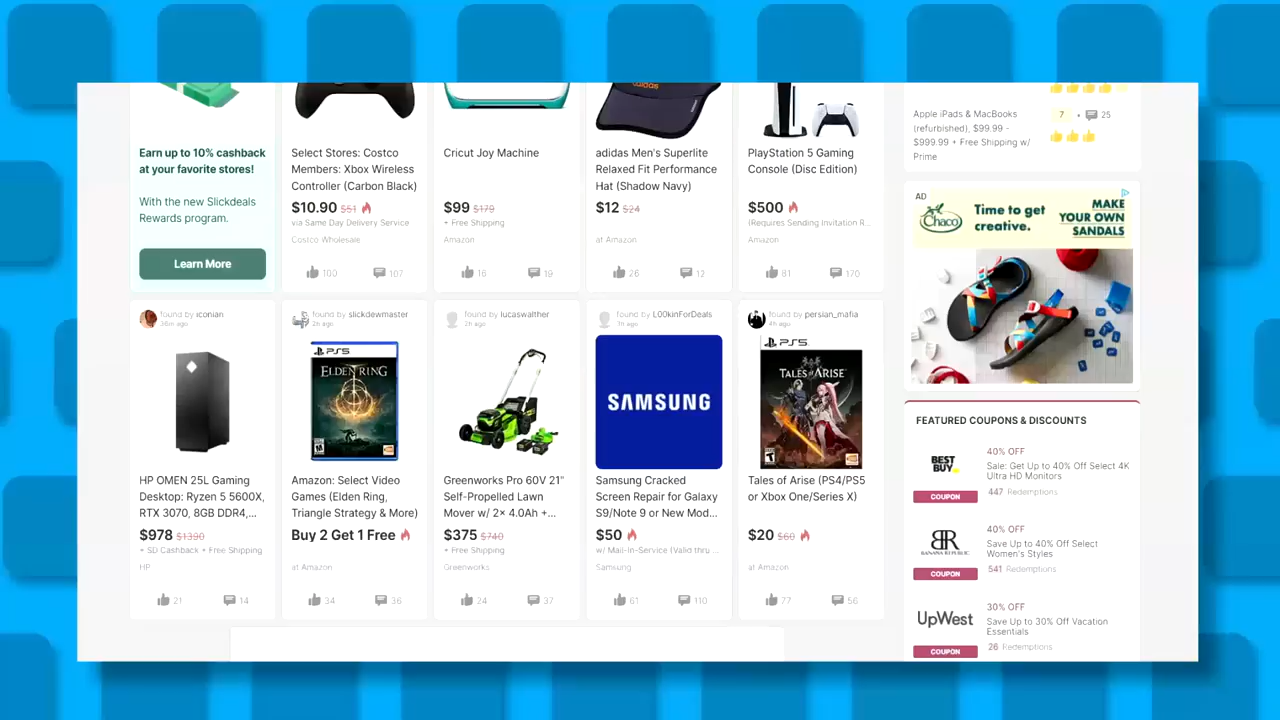 Earn up to 10% cashback
at your favorite stores!
With the new Slickdeals
Rewards program.
Learn More
Select Stores: Costco
Members: Xbox Wireless
Controller (Carbon Black)
$10.90 $51
via Same Day Delivery Service
Costco Wholesale
100 107
Cricut Joy Machine
$99 $179
+ Free Shipping
Amazon
16 19
adidas
adidas Men's Superlite
Relaxed Fit Performance
Hat (Shadow Navy)
$12 $24
at Amazon
26 12
PlayStation 5 Gaming
Console (Disc Edition)
$500
(Requires Sending invitation R...
Amazon
81 170
found by iconian
HP OMEN 25L Gaming
Desktop: Ryzen 5 5600X,
RTX 3070, 8GB DDR4,...
$978 $1390
+ SD Cashback + Free Shipping
HP
21 14
found by slickdewmaster
2h ago
PS5
ELDEN RING
Amazon: Select Video
Games (Elden Ring,
Triangle Strategy & More)
Buy 2 Get 1 Free
at Amazon
34 36
found by lucaswalther
2h ago
Greenworks Pro 60V 21"
Self-Propelled Lawn
Mower w/ 2x 4.0Ah +...
$375 $740
+ Free Shipping
Greenworks
24 37
found by L00kinForDeals
SAMSUNG
Samsung Cracked
Screen Repair for Galaxy
S9/Note 9 or New Mod...
$50
w/ Mail-In-Service (Valid thru ...
Samsung
61 110
found by persian_mafia
4h ago
PS5
TALES OF ARISE
Tales of Arise (PS4/PS5
or Xbox One/Series X)
$20 $60
at Amazon
77 56
Apple iPads & MacBooks
(refurbished), $99.99 -
$999.99 + Free Shipping w/
Prime
7 • 25
AD
Chaco
Time to get
creative.
MAKE
YOUR OWN
SANDALS
FEATURED COUPONS & DISCOUNTS
BEST
BUY
COUPON
40% OFF
Sale: Get Up to 40% Off Select 4K
Ultra HD Monitors
447 Redemptions
BR
BANANA REPUBLIC
COUPON
40% OFF
Save Up to 40% Off Select
Women's Styles
541 Redemptions
UpWest
COUPON
30% OFF
Save Up to 30% Off Vacation
Essentials
26 Redemptions